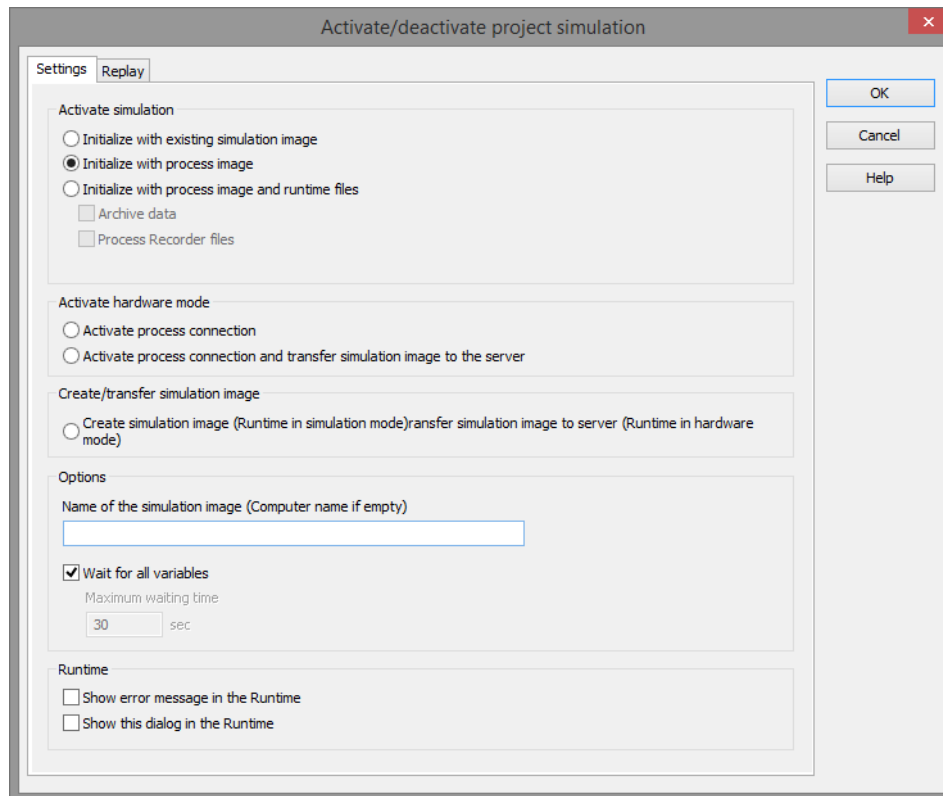 Activate/deactivate project simulation
Settings
Replay
OK
Cancel
Help
Activate simulation
Initialize with existing simulation image
Initialize with process image
Initialize with process image and runtime files
Archive data
Process Recorder files
Activate hardware mode
Activate process connection
Activate process connection and transfer simulation image to the server
Create/transfer simulation image
Create simulation image (Runtime in simulation mode)ransfer simulation image to server (Runtime in hardware
mode)
Options
Name of the simulation image (Computer name if empty)
Wait for all variables
Maximum waiting time
30 sec
Runtime
Show error message in the Runtime
Show this dialog in the Runtime